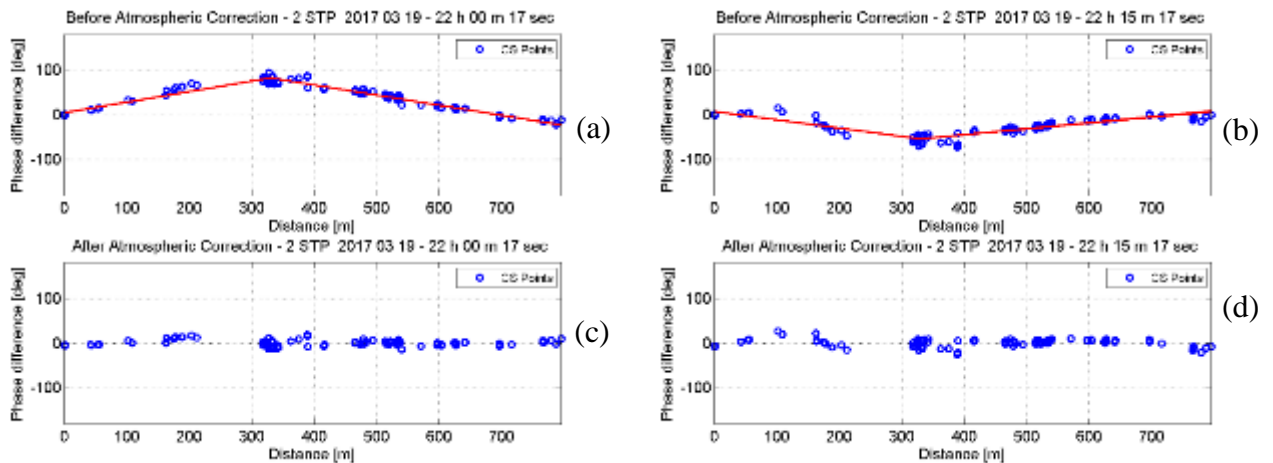 Before Atmospheric Correction - 2 STP 2017 03 19 - 22 h 00 m 17 sec
Phase difference [deg]
100
0
-100
CS Points
(a)
0 100 200 300 400 500 600 700
Distance [m]
Before Atmospheric Correction - 2 STP 2017 03 19 - 22 h 15 m 17 sec
Phase difference [deg]
100
0
-100
CS Points
(b)
0 100 200 300 400 500 600 700
Distance [m]
After Atmospheric Correction - 2 STP 2017 03 19 - 22 h 00 m 17 sec
Phase difference [deg]
100
0
-100
CS Points
(c)
0 100 200 300 400 500 600 700
Distance [m]
After Atmospheric Correction - 2 STP 2017 03 19 - 22 h 15 m 17 sec
Phase difference [deg]
100
0
-100
CS Points
(d)
0 100 200 300 400 500 600 700
Distance [m]